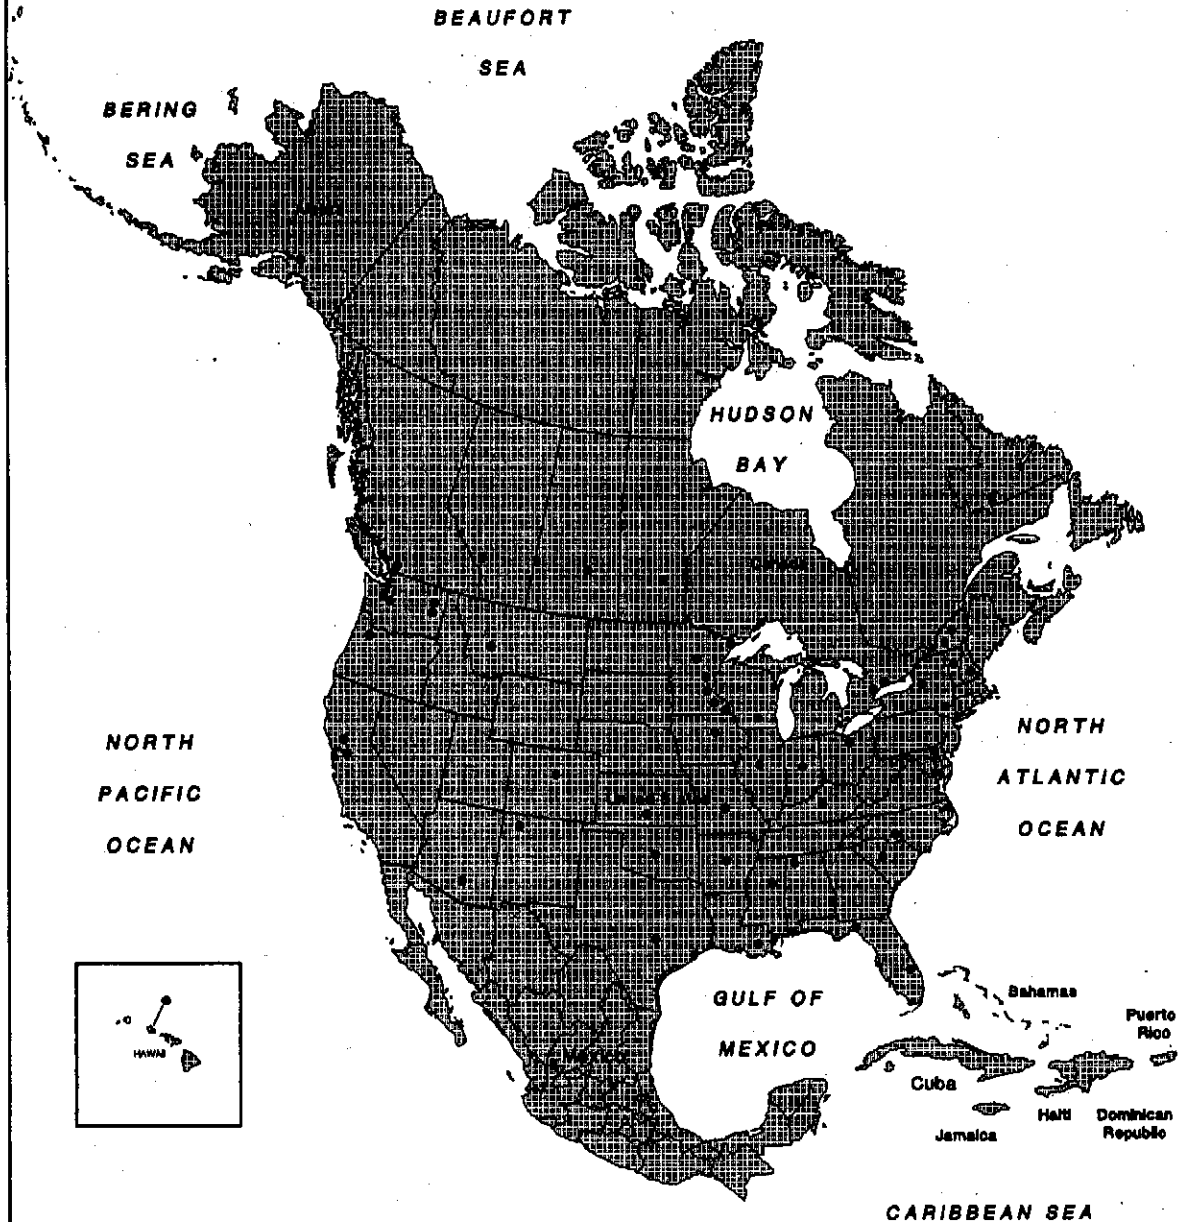 BEAUFORT
SEA
BERING
SEA
HUDSON
BAY
NORTH
PACIFIC
OCEAN
NORTH
ATLANTIC
OCEAN
HAWAII
GULF OF
MEXICO
Mexico
Bahamas
Puerto
Rico
Cuba
Haiti
Dominican
Republic
Jamaica
CARIBBEAN SEA